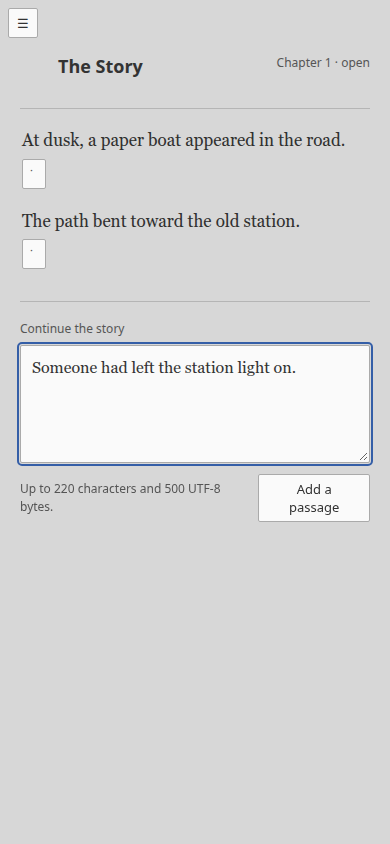 ☰
The Story
Chapter 1 · open
At dusk, a paper boat appeared in the road.
·
The path bent toward the old station.
·
Continue the story
Someone had left the station light on.
Up to 220 characters and 500 UTF-8
bytes.
Add a
passage